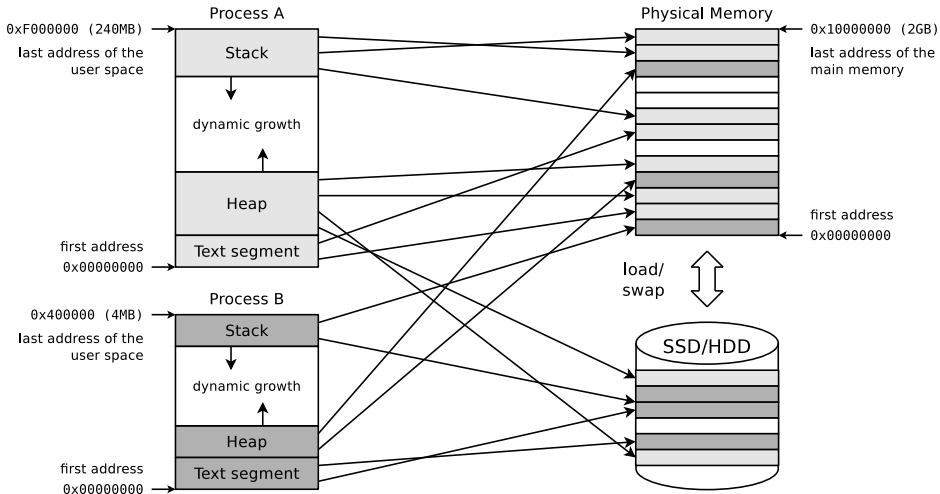 Process A
Physical Memory
0xF000000 (240MB)
last address of the
user space
Stack
dynamic growth
Heap
Text segment
first address
0x00000000
0x10000000 (2GB)
last address of the
main memory
first address
0x00000000
load/
swap
Process B
0x400000 (4MB)
last address of the
user space
Stack
dynamic growth
Heap
Text segment
first address
0x00000000
SSD/HDD